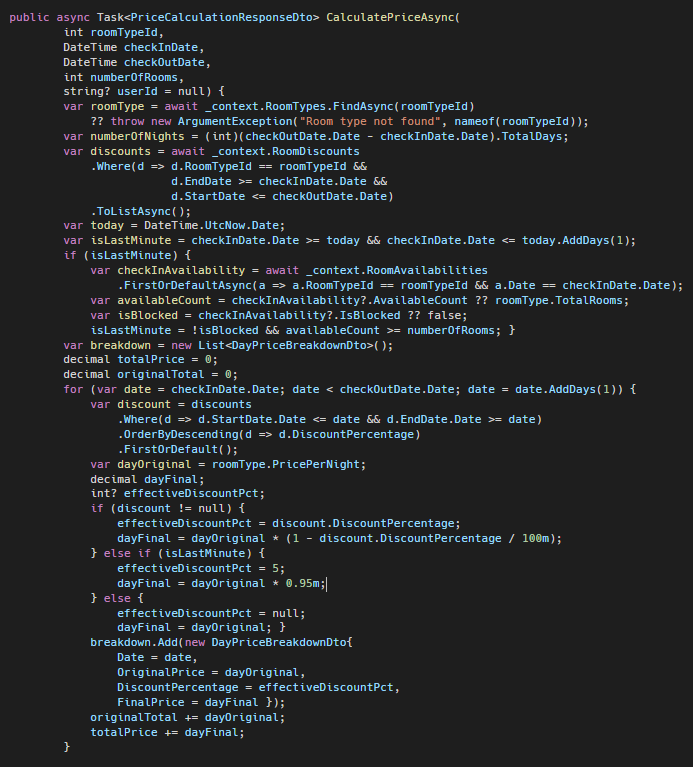 public async Task<PriceCalculationResponseDto> CalculatePriceAsync(
        int roomTypeId,
        DateTime checkInDate,
        DateTime checkOutDate,
        int numberOfRooms,
        string? userId = null) {
        var roomType = await _context.RoomTypes.FindAsync(roomTypeId)
            ?? throw new ArgumentException("Room type not found", nameof(roomTypeId));
        var numberOfNights = (int)(checkOutDate.Date - checkInDate.Date).TotalDays;
        var discounts = await _context.RoomDiscounts
            .Where(d => d.RoomTypeId == roomTypeId &&
                        d.EndDate >= checkInDate.Date &&
                        d.StartDate <= checkOutDate.Date)
            .ToListAsync();
        var today = DateTime.UtcNow.Date;
        var isLastMinute = checkInDate.Date >= today && checkInDate.Date <= today.AddDays(1);
        if (isLastMinute) {
            var checkInAvailability = await _context.RoomAvailabilities
                .FirstOrDefaultAsync(a => a.RoomTypeId == roomTypeId && a.Date == checkInDate.Date);
            var availableCount = checkInAvailability?.AvailableCount ?? roomType.TotalRooms;
            var isBlocked = checkInAvailability?.IsBlocked ?? false;
            isLastMinute = !isBlocked && availableCount >= numberOfRooms; }
        var breakdown = new List<DayPriceBreakdownDto>();
        decimal totalPrice = 0;
        decimal originalTotal = 0;
        for (var date = checkInDate.Date; date < checkOutDate.Date; date = date.AddDays(1)) {
            var discount = discounts
                .Where(d => d.StartDate.Date <= date && d.EndDate.Date >= date)
                .OrderByDescending(d => d.DiscountPercentage)
                .FirstOrDefault();
            var dayOriginal = roomType.PricePerNight;
            decimal dayFinal;
            int? effectiveDiscountPct;
            if (discount != null) {
                effectiveDiscountPct = discount.DiscountPercentage;
                dayFinal = dayOriginal * (1 - discount.DiscountPercentage / 100m);
            } else if (isLastMinute) {
                effectiveDiscountPct = 5;
                dayFinal = dayOriginal * 0.95m;
            } else {
                effectiveDiscountPct = null;
                dayFinal = dayOriginal; }
            breakdown.Add(new DayPriceBreakdownDto{
                Date = date,
                OriginalPrice = dayOriginal,
                DiscountPercentage = effectiveDiscountPct,
                FinalPrice = dayFinal });
            originalTotal += dayOriginal;
            totalPrice += dayFinal;
        }